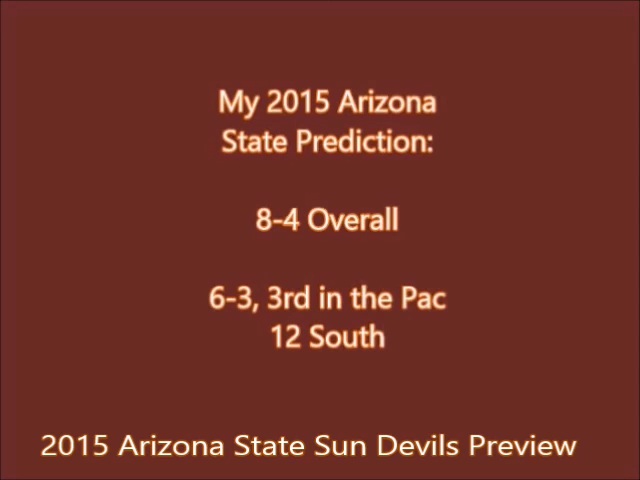 My 2015 Arizona
State Prediction:
8-4 Overall
6-3, 3rd in the Pac
12 South
2015 Arizona State Sun Devils Preview